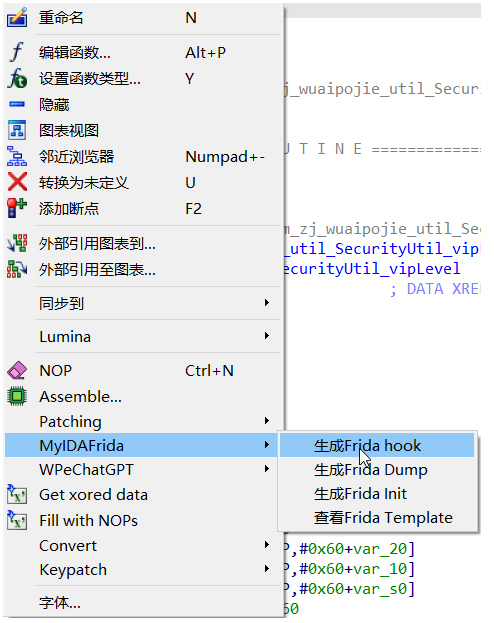 重命名 N
编辑函数... Alt+P
设置函数类型... Y
j_wuaipojie_util_Securi
隐藏
图表视图
U T I N E =============
邻近浏览器 Numpad+-
转换为未定义 U
添加断点 F2
m_zj_wuaipojie_util_Sec
外部引用图表到... _util_SecurityUtil_vipL
外部引用至图表... ecurityUtil_vipLevel
; DATA XREF
同步到
Lumina
NOP Ctrl+N
Assemble...
Patching
MyIDAFrida 生成Frida hook
WPeChatGPT 生成Frida Dump
Get xored data 生成Frida Init
Fill with NOPs 查看Frida Template
Convert P,#0x60+var_20]
Keypatch P,#0x60+var_10]
P,#0x60+var_s0]
字体... 60